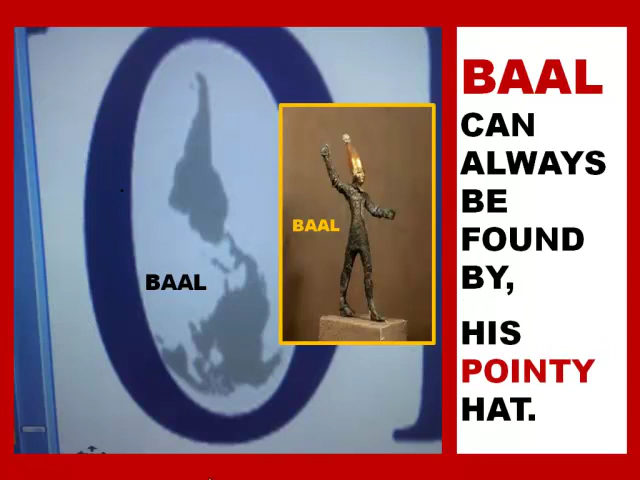 BAAL
CAN
ALWAYS
BE
FOUND
BY,
HIS
POINTY
HAT.
BAAL
BAAL